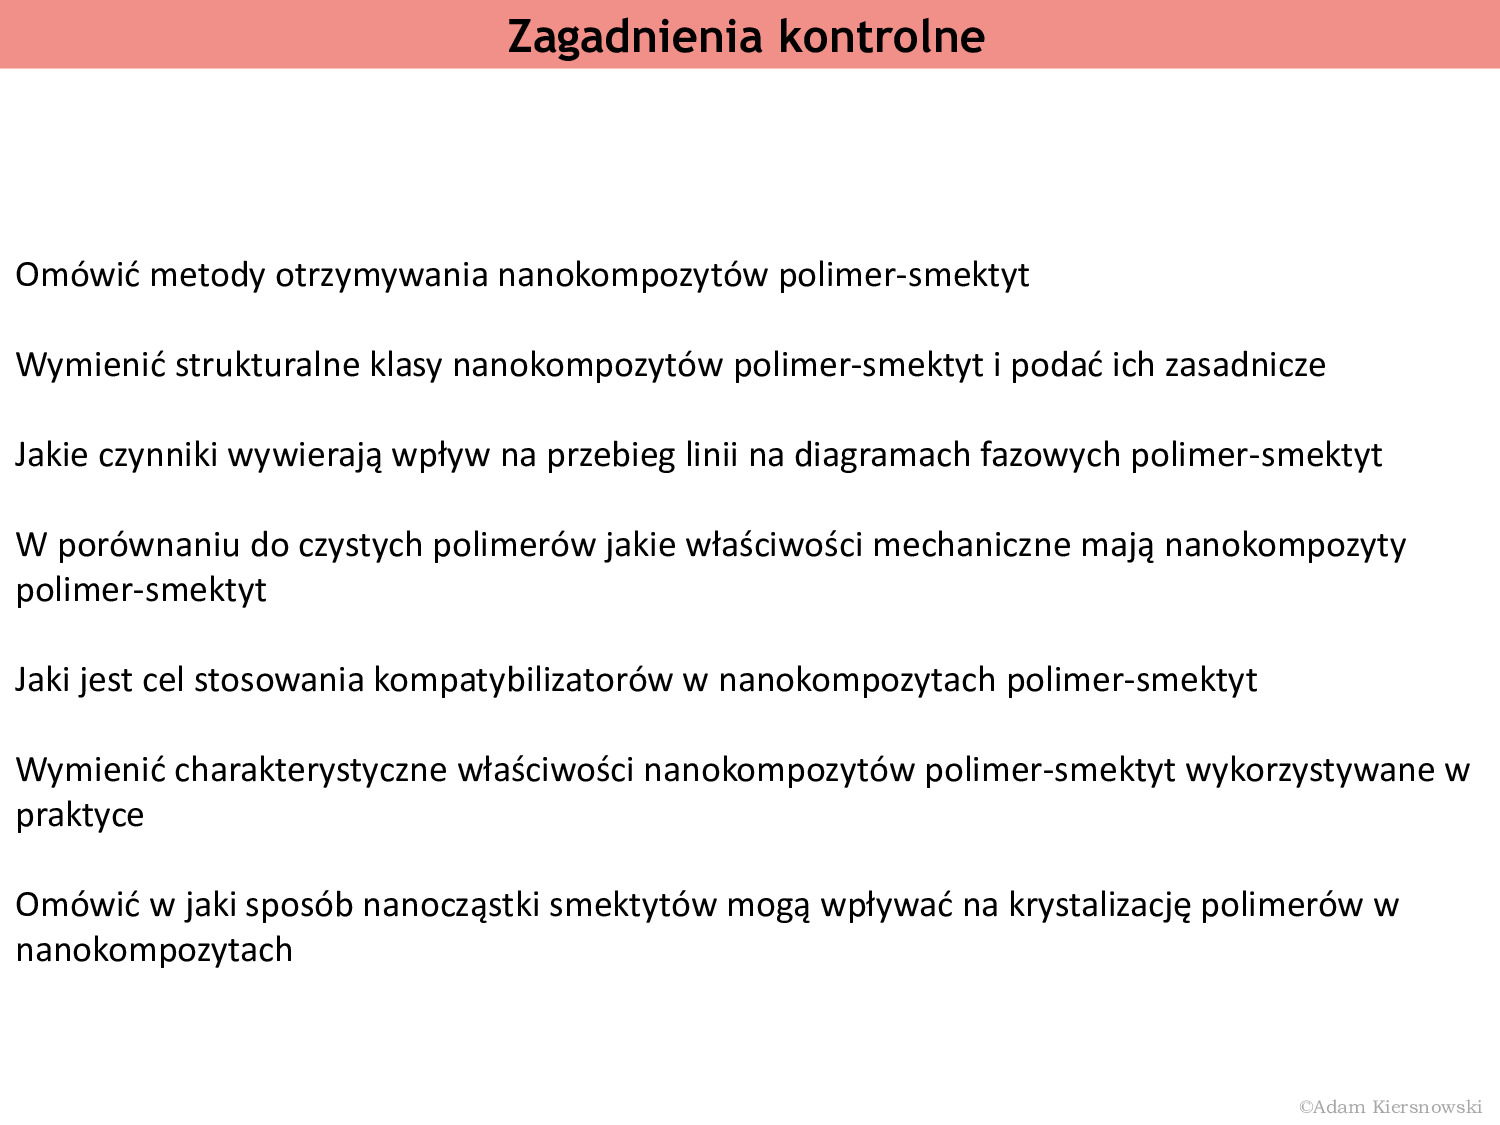 Zagadnienia kontrolne
Omówić metody otrzymywania nanokompozytów polimer-smektyt
Wymienić strukturalne klasy nanokompozytów polimer-smektyt i podać ich zasadnicze
Jakie czynniki wywierają wpływ na przebieg linii na diagramach fazowych polimer-smektyt
W porównaniu do czystych polimerów jakie właściwości mechaniczne mają nanokompozyty
polimer-smektyt
Jaki jest cel stosowania kompatybilizatorów w nanokompozytach polimer-smektyt
Wymienić charakterystyczne właściwości nanokompozytów polimer-smektyt wykorzystywane w
praktyce
Omówić w jaki sposób nanocząstki smektytów mogą wpływać na krystalizację polimerów w
nanokompozytach
©Adam Kiersnowski